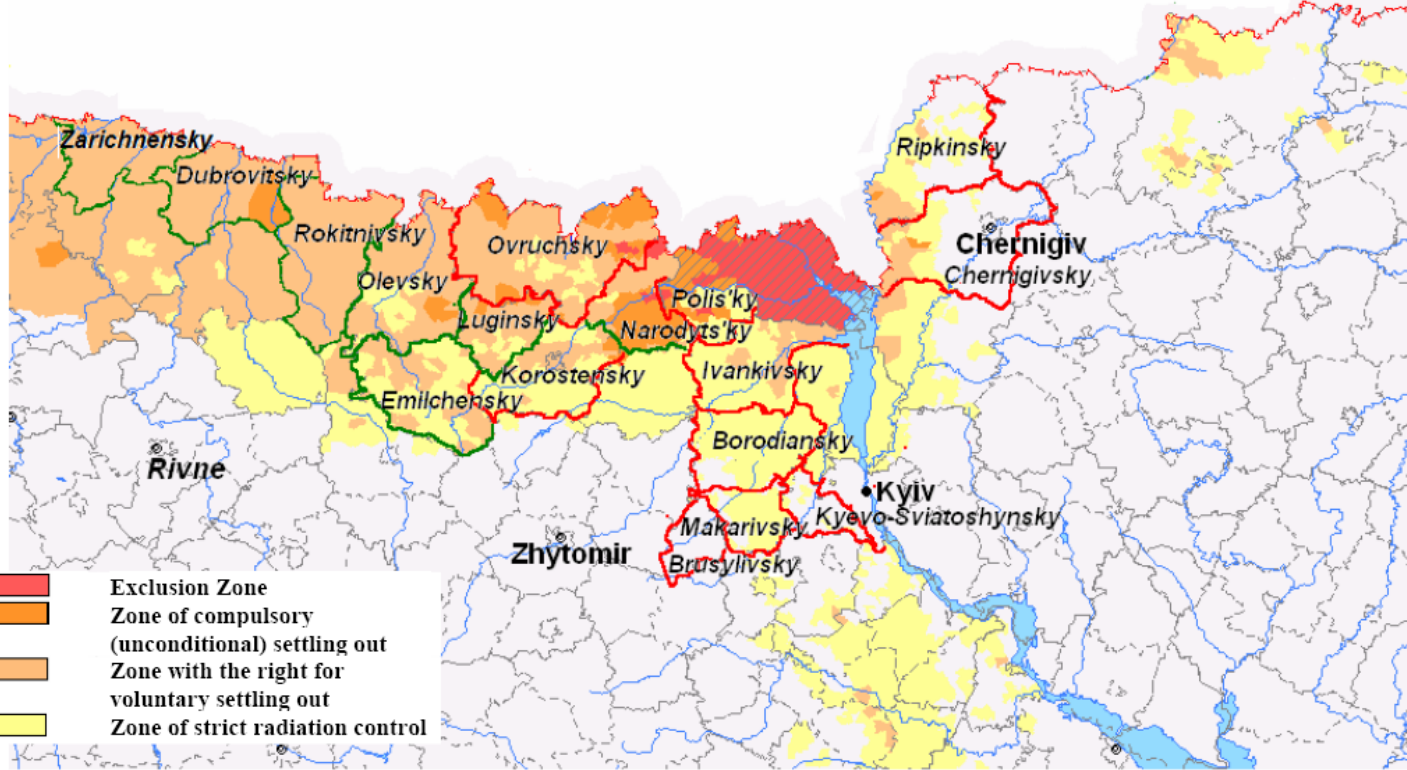 Zarichnensky
Dubrovitsky
Ripkinsky
Rokitnivsky
Ovruchsky
Chernigiv
Chernigivsky
Olevsky
Polis'ky
Luginsky
Narodyts'ky
Korostensky
Ivankivsky
Emilchensky
Borodiansky
Rivne
Kyiv
Kyevo-Sviatoshynsky
Makarivsky
Zhytomir
Brusylivsky
Exclusion Zone
Zone of compulsory
(unconditional) settling out
Zone with the right for
voluntary settling out
Zone of strict radiation control